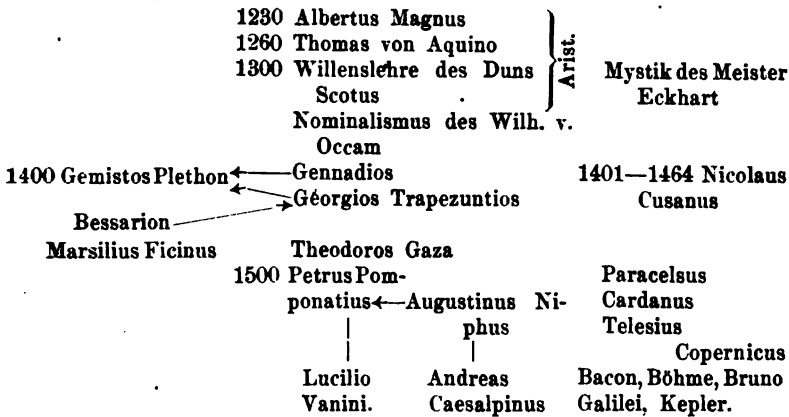 1230 Albertus Magnus
1260 Thomas von Aquino
1300 Willenslehre des Duns
Scotus
Arist.
Mystik des Meister
Eckhart
Nominalismus des Wilh. v.
Occam
1400 Gemistos Plethon
Gennadios
Géorgios Trapezuntios
1401—1464 Nicolaus
Cusanus
Bessarion
Marsilius Ficinus
Theodoros Gaza
1500 Petrus Pom-
ponatius
Augustinus Ni-
phus
Paracelsus
Cardanus
Telesius
Copernicus
Lucilio
Vanini.
Andreas
Caesalpinus
Bacon, Böhme, Bruno
Galilei, Kepler.